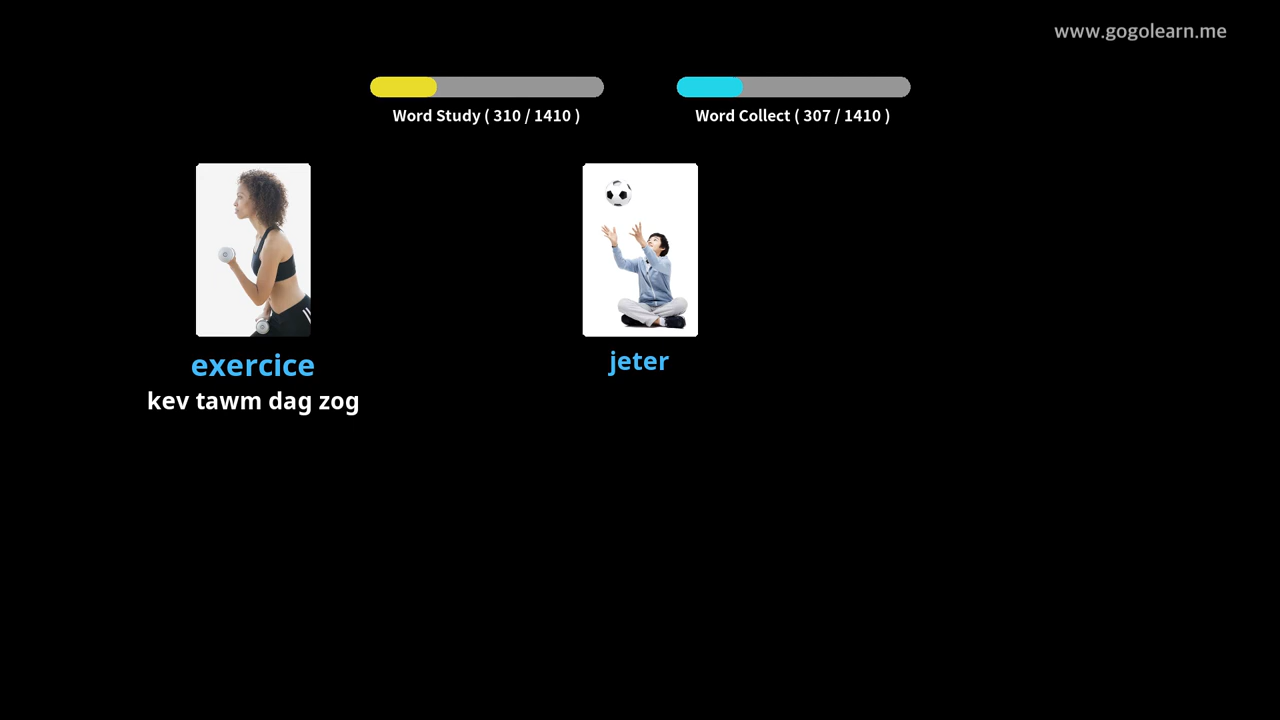 www.gogolearn.me
Word Study ( 310 / 1410 )
Word Collect ( 307 / 1410 )
exercice
jeter
kev tawm dag zog